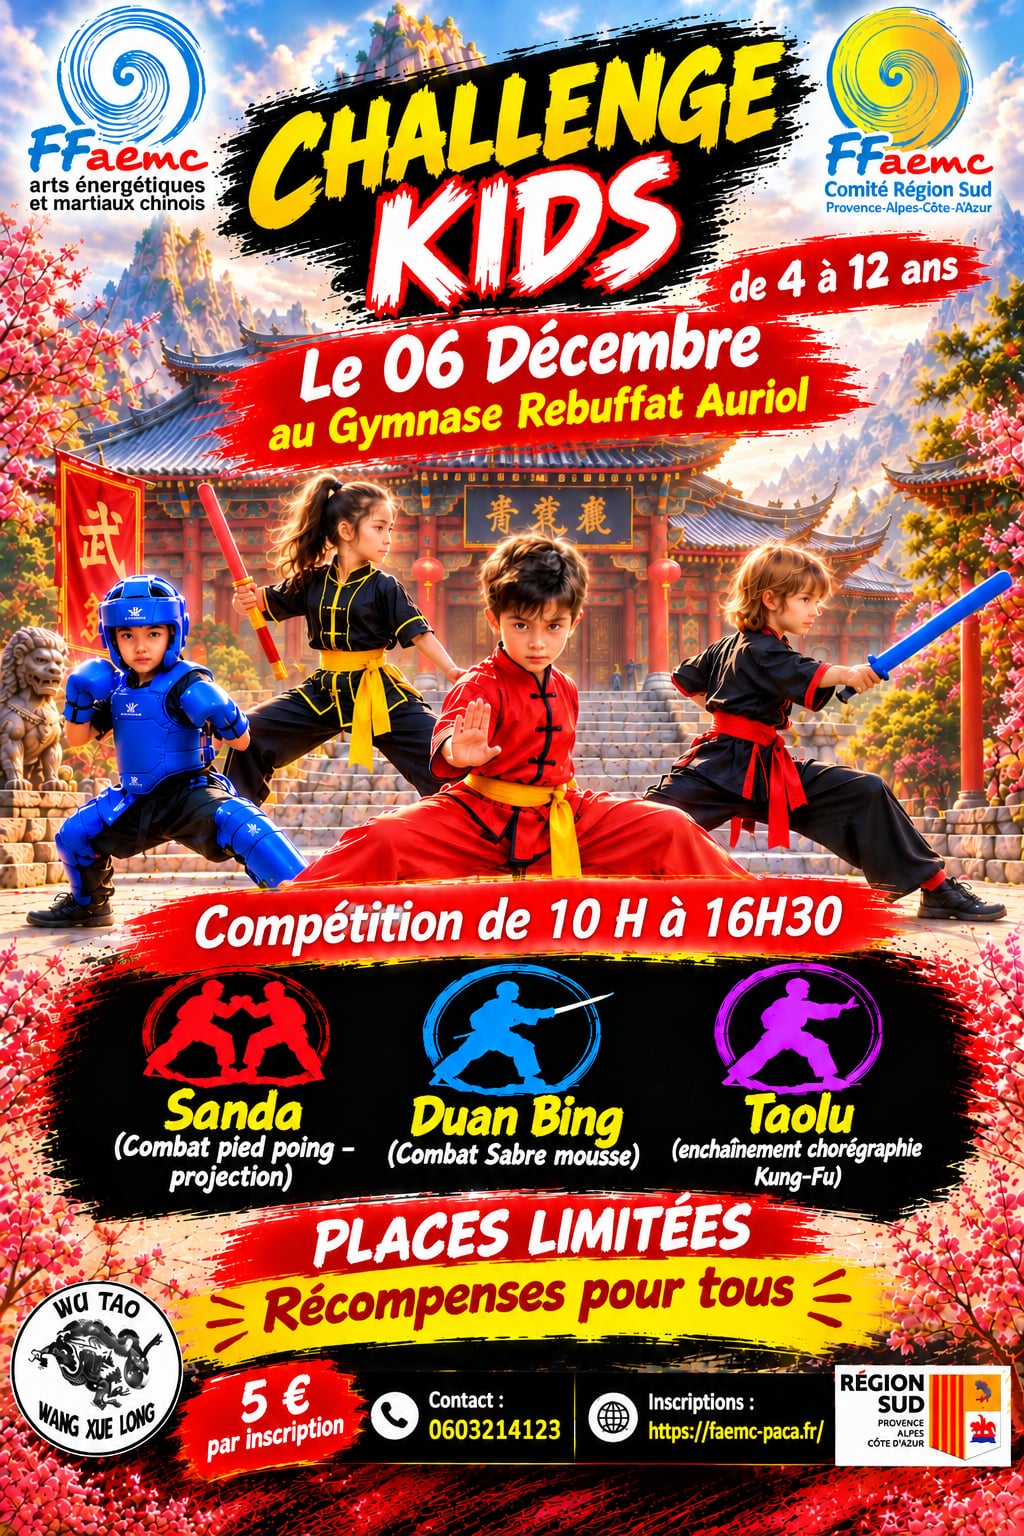 FFaemc
arts énergétiques
et martiaux chinois
CHALLENGE
KIDS
FFaemc
Comité Région Sud
Provence-Alpes-Côte-A'Azur
de 4 à 12 ans
Le 06 Décembre
au Gymnase Rebuffat Auriol
武
Compétition de 10 H à 16H30
Sanda
(Combat pied poing –
projection)
Duan Bing
(Combat Sabre mousse)
Taolu
(enchaînement chorégraphie
Kung-Fu)
PLACES LIMITÉES
Récompenses pour tous
WU TAO
WANG XUE LONG
5 €
par inscription
Contact :
0603214123
Inscriptions :
https://faemc-paca.fr/
RÉGION
SUD
PROVENCE
ALPES
CÔTE D'AZUR